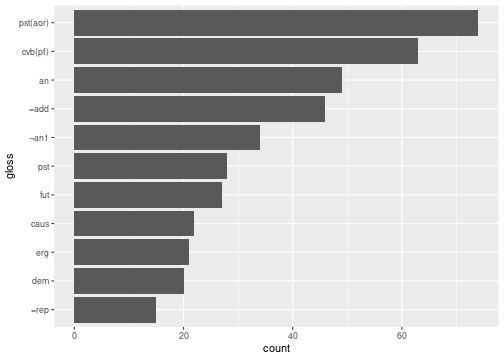 pst(aor)
cvb(pf)
an
=add
¬an1
pst
fut
caus
erg
dem
=rep
gloss
0 20 40 60
count